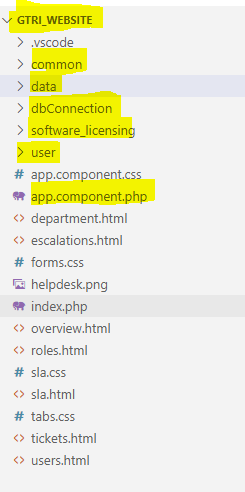 GTRI_WEBSITE
.vscode
common
data
dbConnection
software_licensing
user
app.component.css
app.component.php
department.html
escalations.html
forms.css
helpdesk.png
index.php
overview.html
roles.html
sla.css
sla.html
tabs.css
tickets.html
users.html